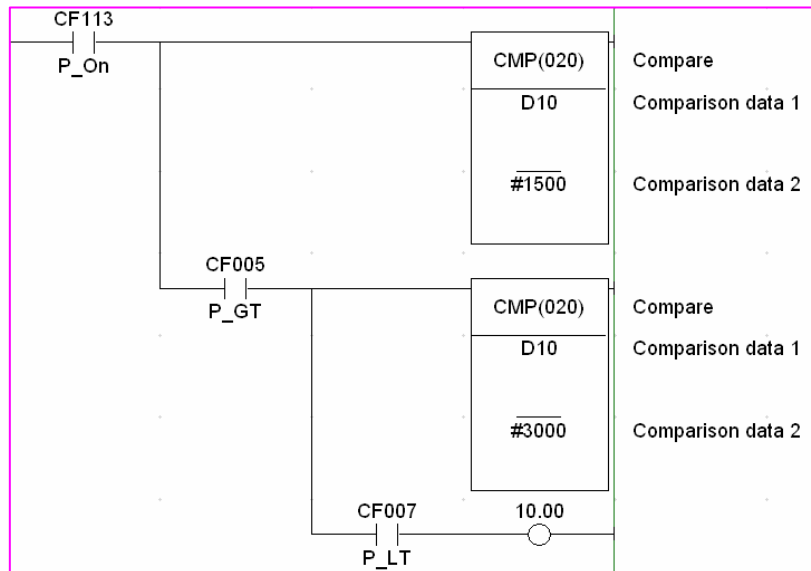 CF113
P_On
CMP(020)
Compare
D10
Comparison data 1
#1500
Comparison data 2
CF005
P_GT
CMP(020)
Compare
D10
Comparison data 1
#3000
Comparison data 2
CF007
P_LT
10.00